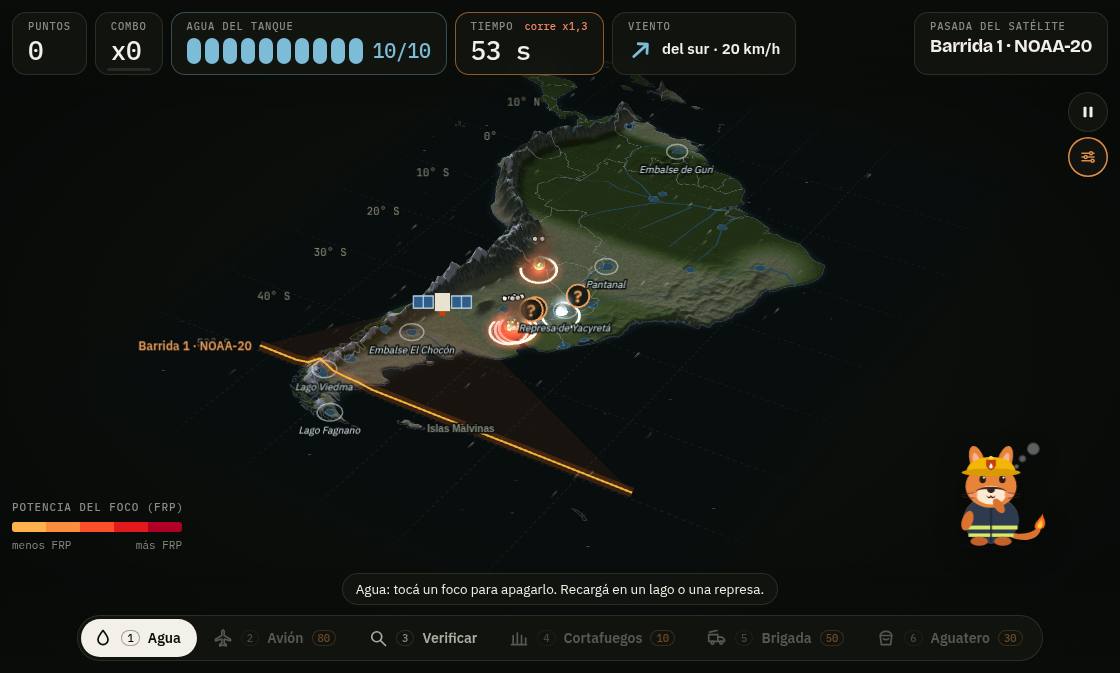 PUNTOS
0
COMBO
x0
AGUA DEL TANQUE
10/10
TIEMPO corre x1,3
53 s
VIENTO
del sur · 20 km/h
PASADA DEL SATÉLITE
Barrida 1 · NOAA-20
10° N
0°
10° S
20° S
30° S
40° S
Embalse de Guri
Pantanal
?
?
Represa de Yacyretá
Embalse El Chocón
Barrida 1 · NOAA-20
Lago Viedma
Lago Fagnano
Islas Malvinas
POTENCIA DEL FOCO (FRP)
menos FRP más FRP
Agua: tocá un foco para apagarlo. Recargá en un lago o una represa.
1 Agua
2 Avión 80
3 Verificar
4 Cortafuegos 10
5 Brigada 50
6 Aguatero 30